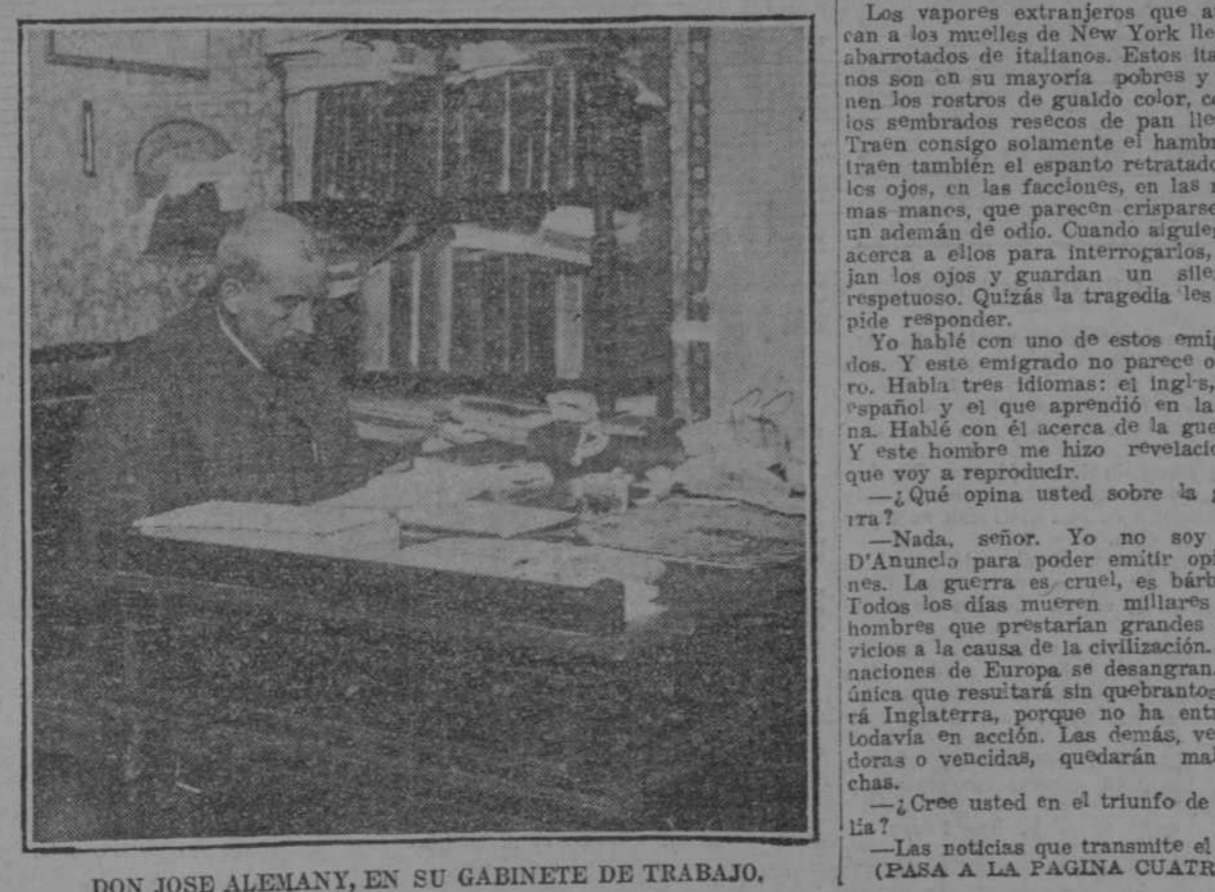 DON JOSE ALEMANY, EN SU GABINETE DE TRABAJO.
Los vapores extranjeros que a
can a los muelles de New York lle
abarrotados de italianos. Estos ita
nos son en su mayoría pobres y
nen los rostros de gualdo color, c
los sembrados resecos de pan lle
Traen consigo solamente el hambr
traen también el espanto retratado
los ojos, en las facciones, en las
mas manos, que parecen crisparse
un ademán de odio. Cuando alguie
acerca a ellos para interrogarlos,
jan los ojos y guardan un sile
respetuoso. Quizás la tragedia les
pide responder.
Yo hablé con uno de estos emig
dos. Y este emigrado no parece o
ro. Habla tres idiomas: el ingl-s,
español y el que aprendió en la
na. Hablé con él acerca de la gue
Y este hombre me hizo revelacio
que voy a reproducir.
—¿Qué opina usted sobre la g
rra?
—Nada, señor. Yo no soy
D'Anuncio para poder emitir opi
nes. La guerra es cruel, es bárb
Todos los días mueren millares
hombres que prestarían grandes
vicios a la causa de la civilización.
naciones de Europa se desangran.
única que resultará sin quebrantos
rá Inglaterra, porque no ha entr
todavía en acción. Las demás, ve
doras o vencidas, quedarán mal
chas.
—¿Cree usted en el triunfo de
lia?
—Las noticias que transmite el
(PASA A LA PAGINA CUATR